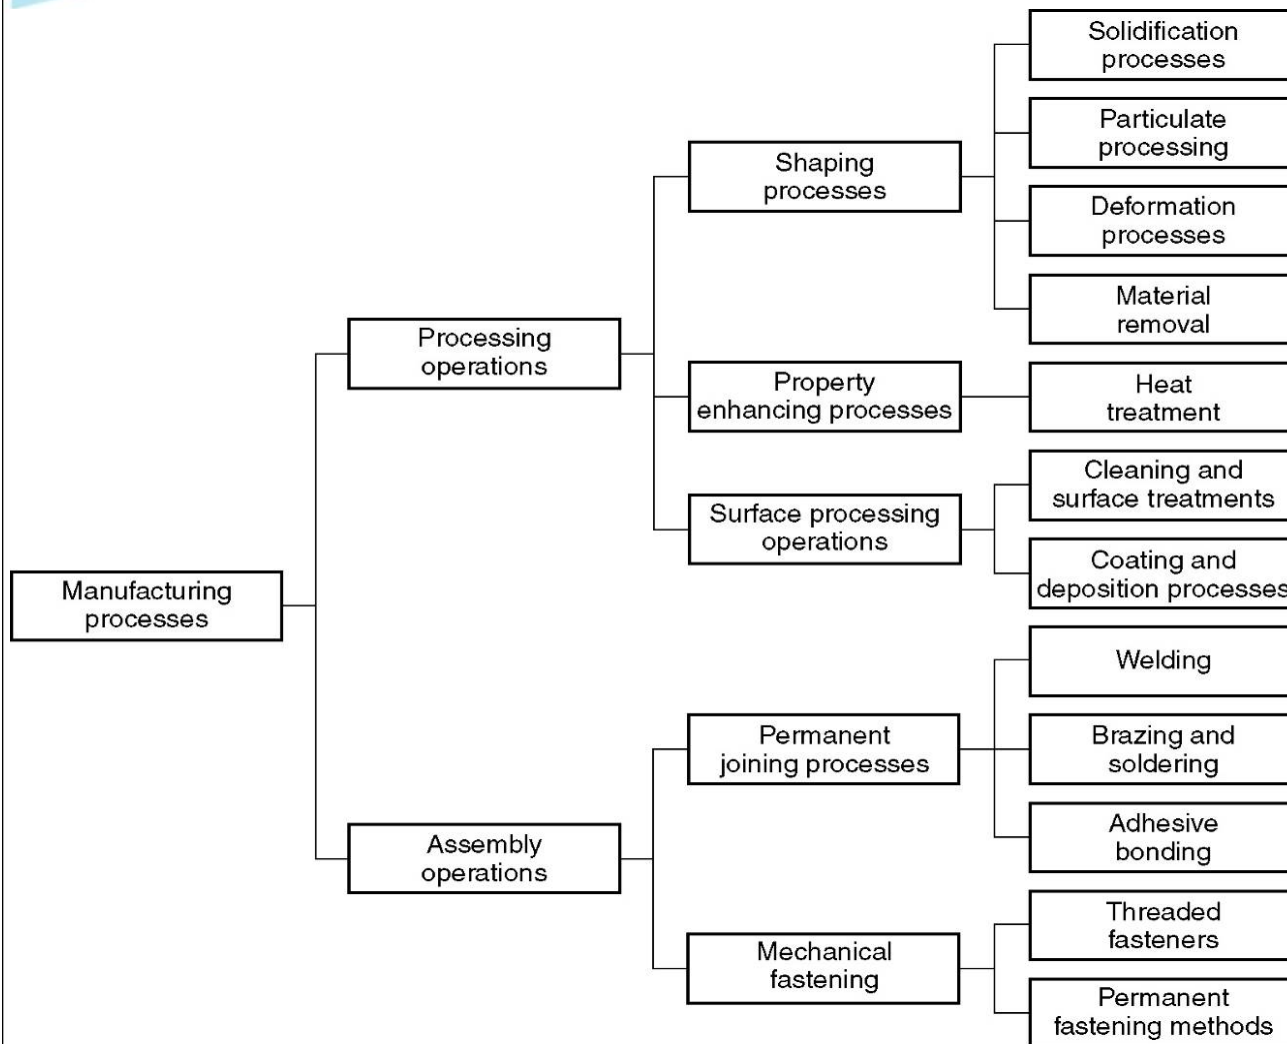 Solidification
processes
Particulate
processing
Shaping
processes
Deformation
processes
Material
removal
Processing
operations
Property
enhancing processes
Heat
treatment
Cleaning and
surface treatments
Surface processing
operations
Coating and
deposition processes
Manufacturing
processes
Welding
Permanent
joining processes
Brazing and
soldering
Adhesive
bonding
Assembly
operations
Threaded
fasteners
Mechanical
fastening
Permanent
fastening methods